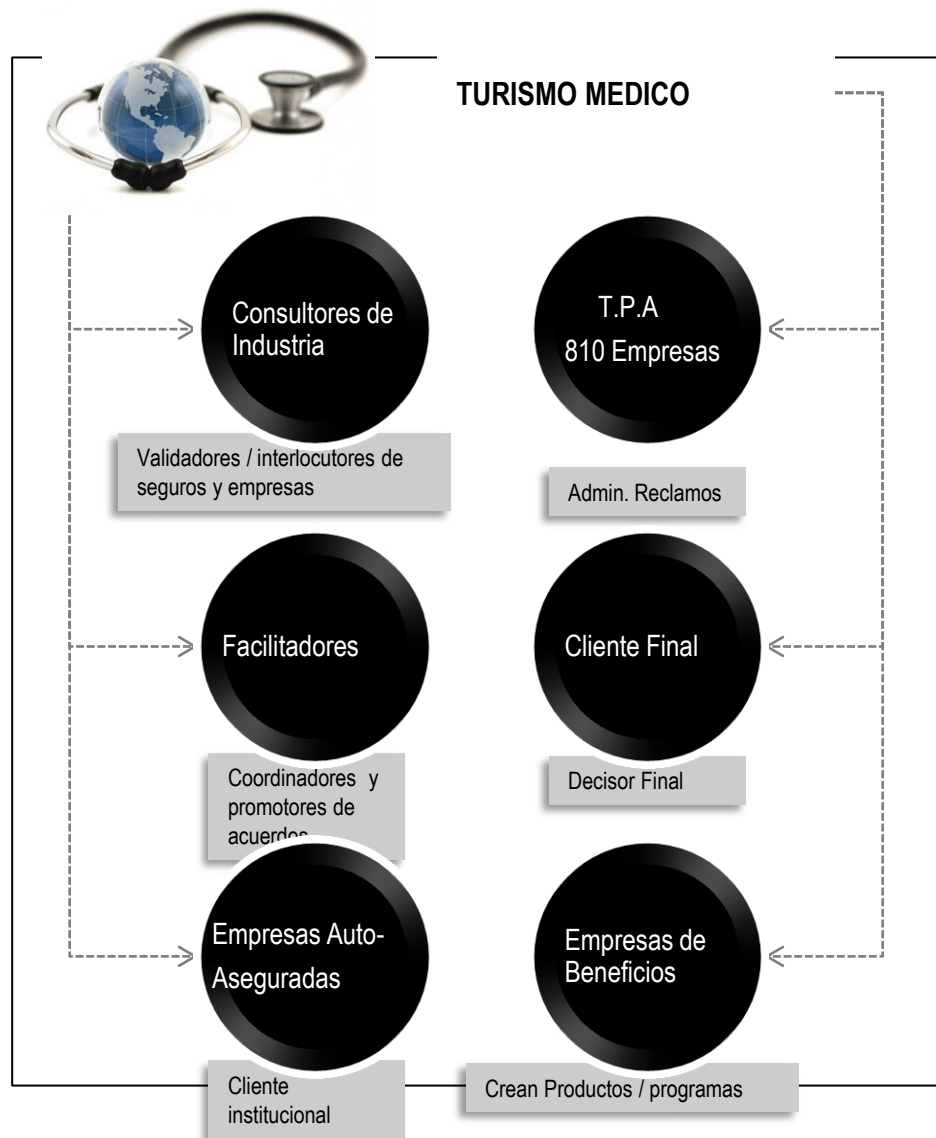 TURISMO MEDICO
Consultores de
Industria
Validadores / interlocutores de
seguros y empresas
T.P.A
810 Empresas
Admin. Reclamos
Facilitadores
Coordinadores y
promotores de
acuerdos
Cliente Final
Decisor Final
Empresas Auto-
Aseguradas
Cliente
institucional
Empresas de
Beneficios
Crean Productos / programas